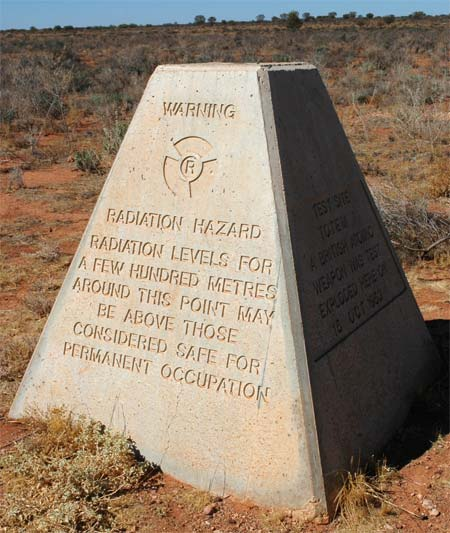 WARNING
R
RADIATION HAZARD
RADIATION LEVELS FOR
A FEW HUNDRED METRES
AROUND THIS POINT MAY
BE ABOVE THOSE
CONSIDERED SAFE FOR
PERMANENT OCCUPATION
TEST SITE
TOTEM 1
A BRITISH ATOMIC
WEAPON WAS TEST
EXPLODED HERE ON
15 OCT 1953